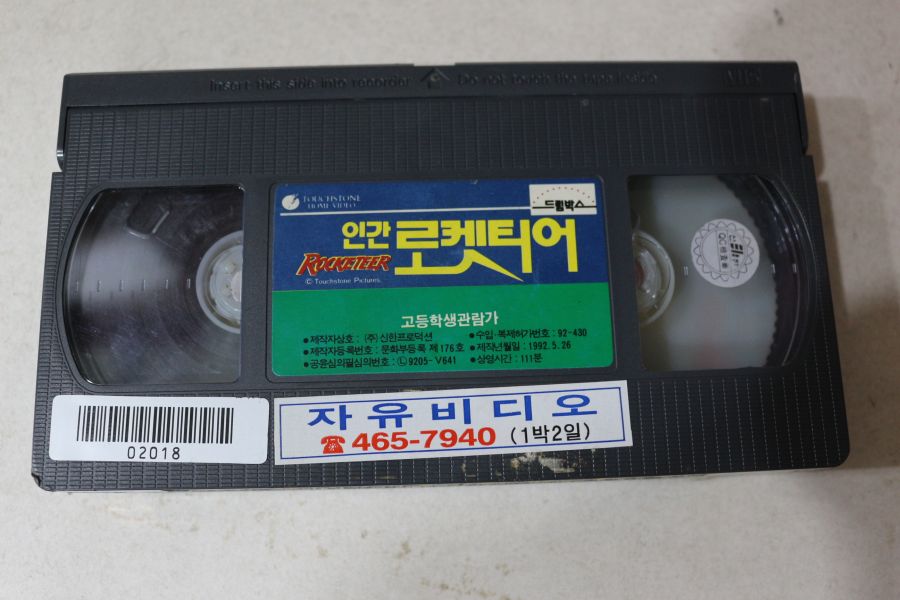 Insert this side into recorder
Do not touch the tape inside
VHS
TOUCHSTONE
HOME VIDEO
드림박스
인간 로켓티어
ROCKETEER
© Touchstone Pictures.
고등학생관람가
• 제작자상호 : (주) 신한프로덕션
• 수입·복제허가번호 : 92-430
• 제작자등록번호 : 문화부등록 제176호
• 제작년월일 : 1992. 5. 26
• 공윤심의필심의번호 : Ⓛ9205-V641
• 상영시간 : 111분
자유비디오
☎465-7940 (1박2일)
02018